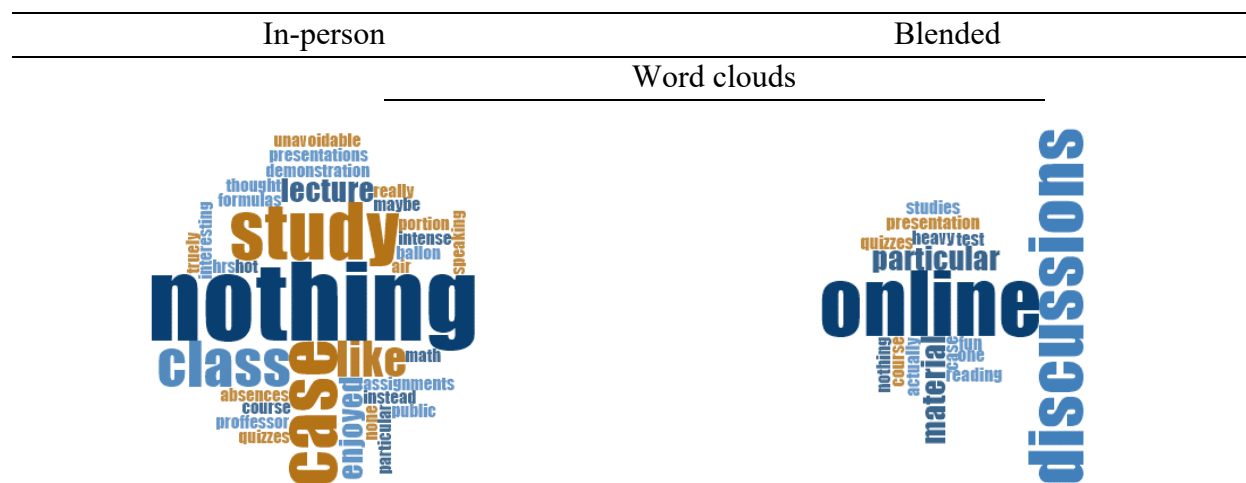 In-person Blended
Word clouds
unavoidable
presentations
demonstration
thought lecture really
formulas maybe
study
portion
intense
ballon
air
speaking
truely
interesting
hrs hot
nothing
class
case
like math
absences
course
proffessor
quizzes
enjoyed
assignments
instead
none
particular
public
studies
presentation
quizzes heavy test
particular
online
discussions
nothing
course
actually
material
case
fun
one
reading